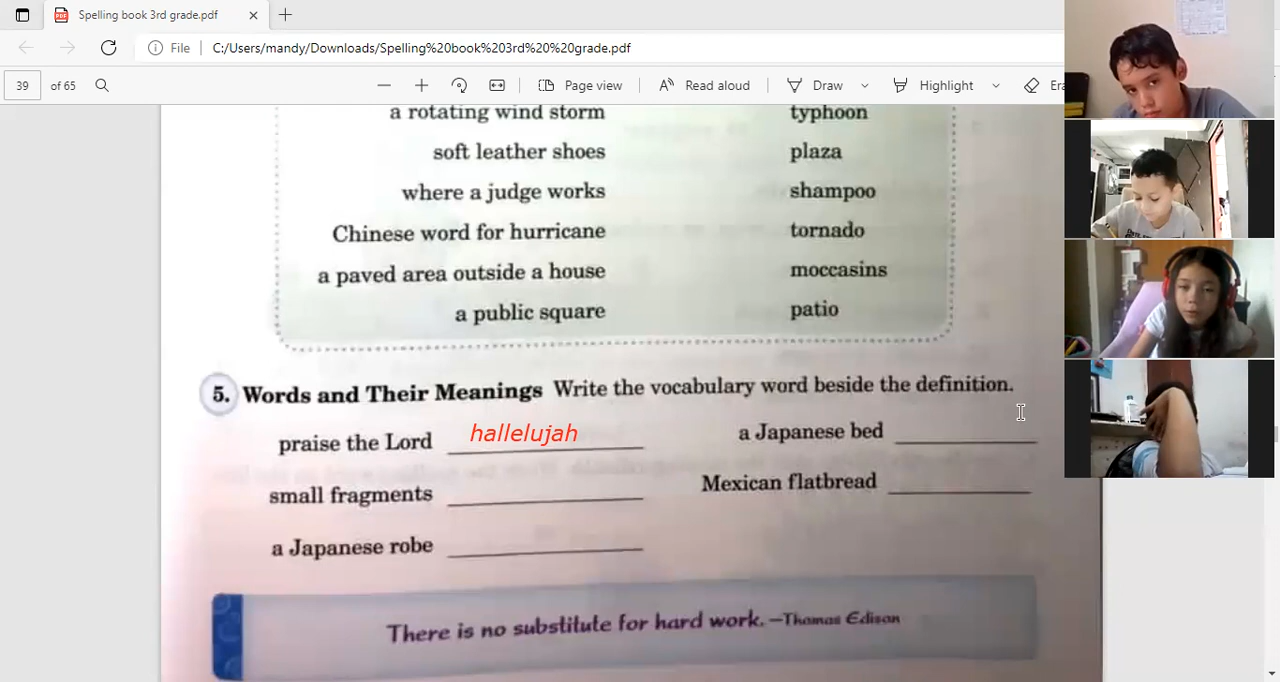 Spelling book 3rd grade.pdf
File C:/Users/mandy/Downloads/Spelling%20book%203rd%20%20grade.pdf
39 of 65 Page view Read aloud Draw Highlight Era
a rotating wind storm typhoon
soft leather shoes plaza
where a judge works shampoo
Chinese word for hurricane tornado
a paved area outside a house moccasins
a public square patio
5. Words and Their Meanings Write the vocabulary word beside the definition.
praise the Lord hallelujah a Japanese bed
small fragments Mexican flatbread
a Japanese robe
There is no substitute for hard work. —Thomas Edison